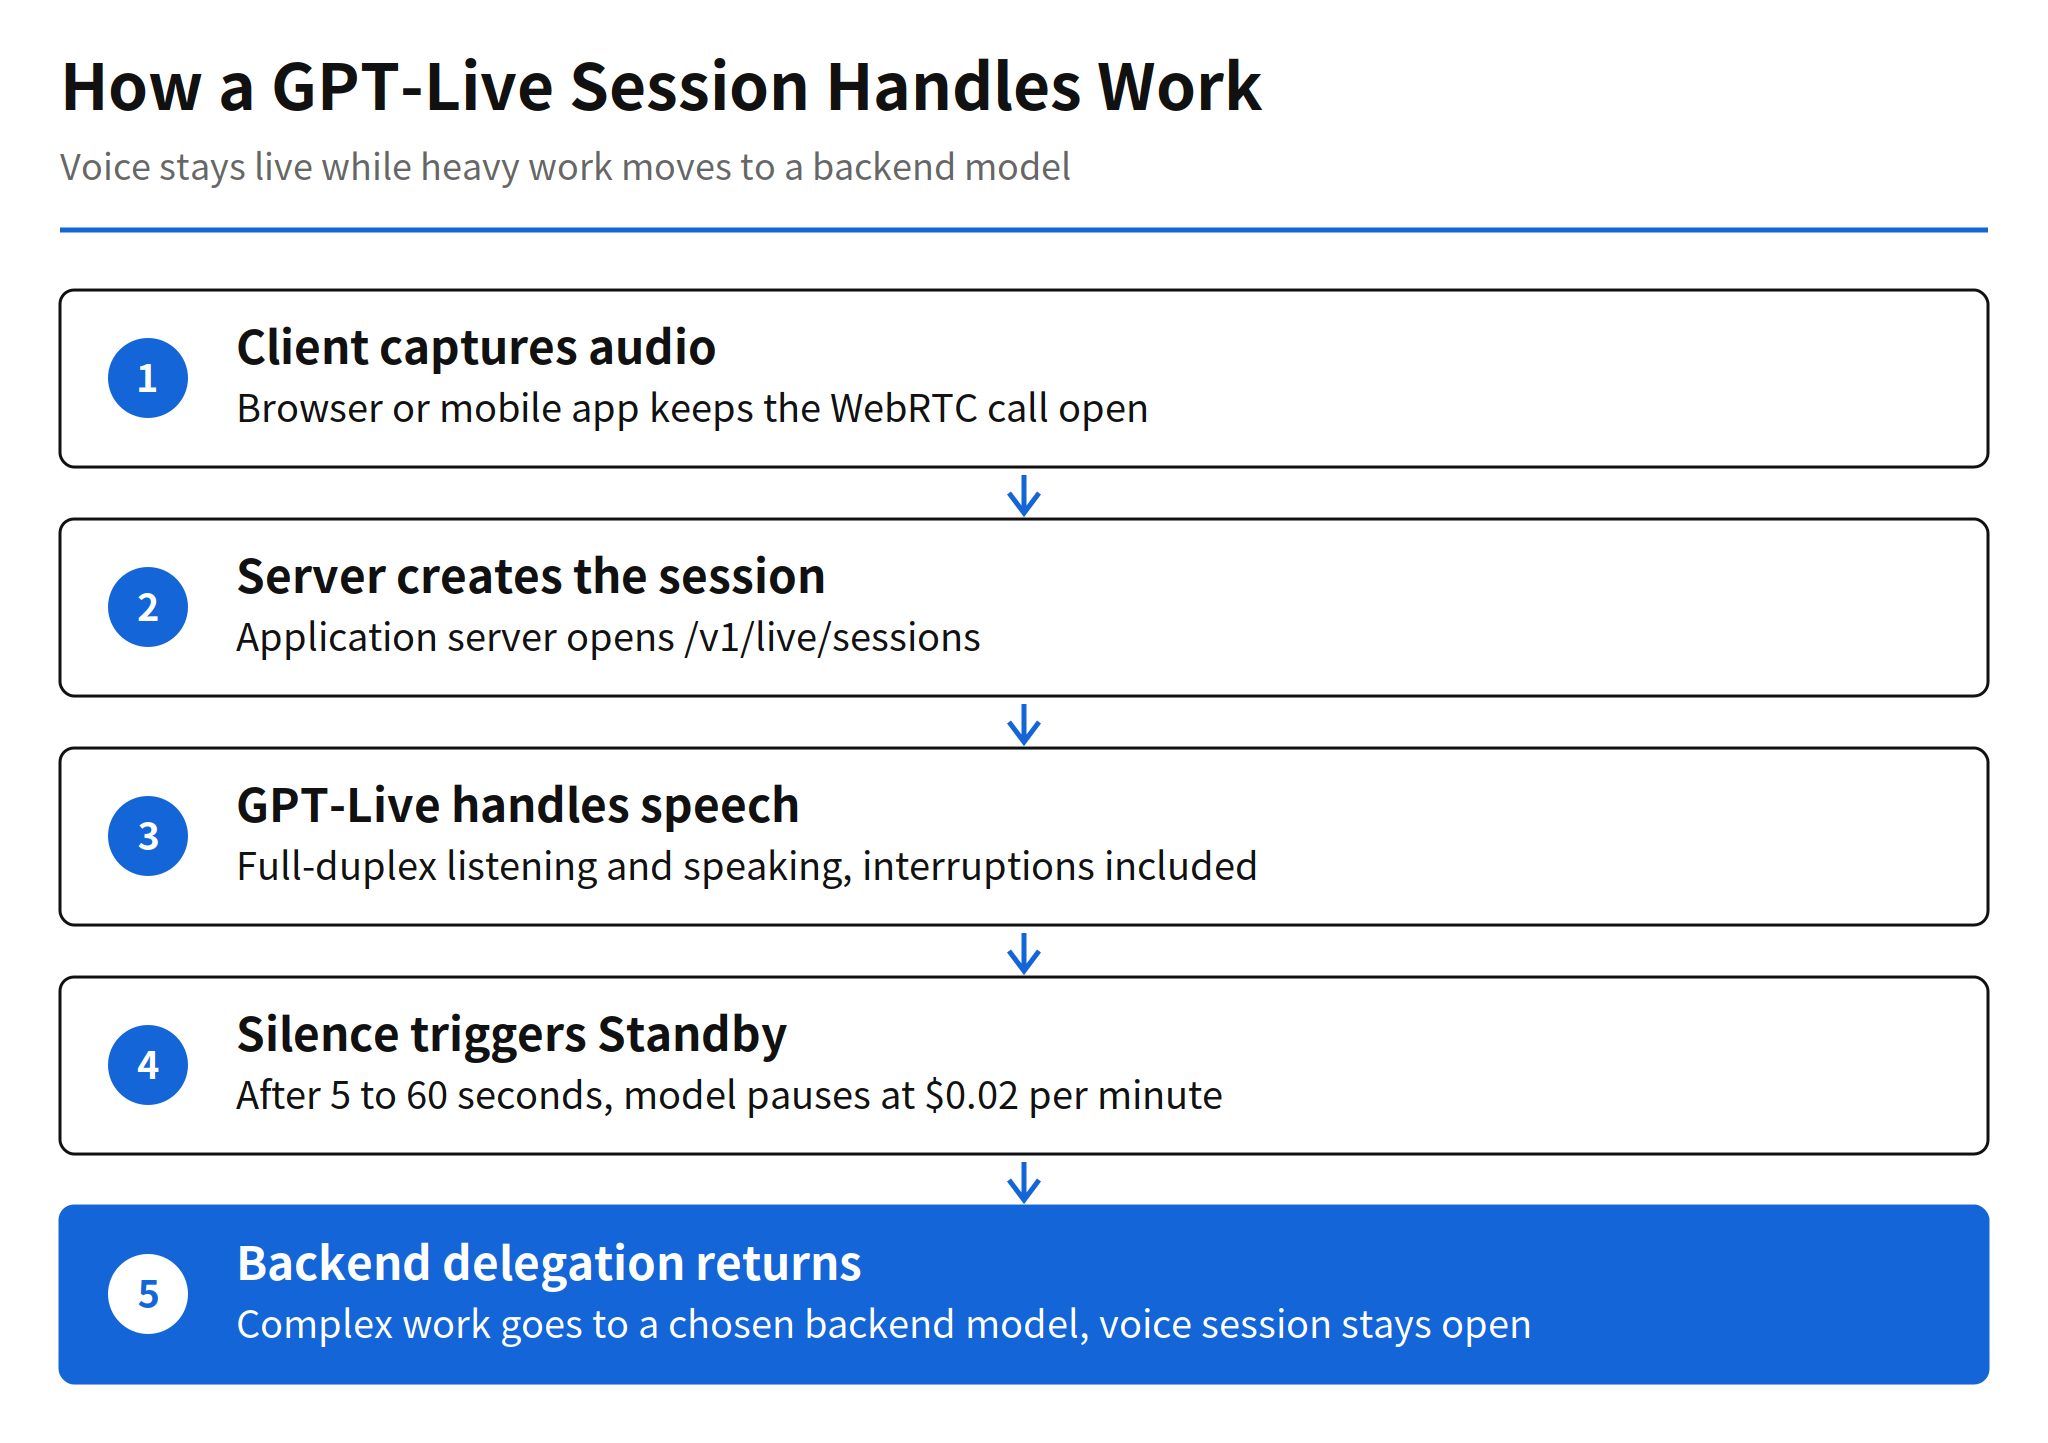 How a GPT-Live Session Handles Work
Voice stays live while heavy work moves to a backend model
1
Client captures audio
Browser or mobile app keeps the WebRTC call open
2
Server creates the session
Application server opens /v1/live/sessions
3
GPT-Live handles speech
Full-duplex listening and speaking, interruptions included
4
Silence triggers Standby
After 5 to 60 seconds, model pauses at $0.02 per minute
5
Backend delegation returns
Complex work goes to a chosen backend model, voice session stays open